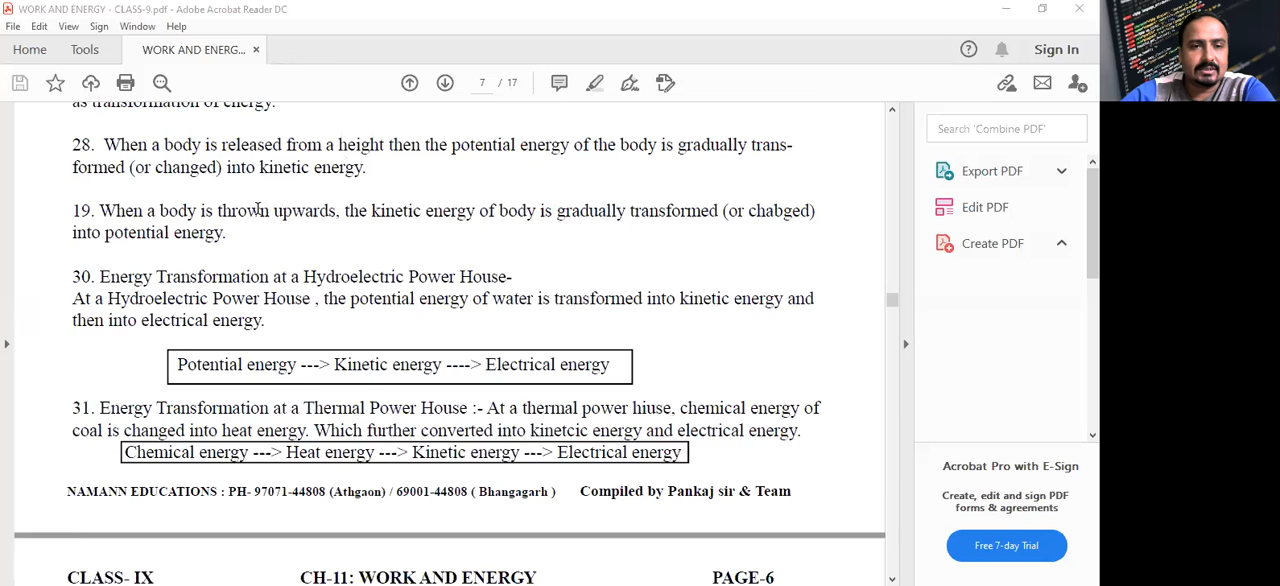 WORK AND ENERGY - CLASS-9.pdf - Adobe Acrobat Reader DC
File Edit View Sign Window Help
Home Tools WORK AND ENERG... × Sign In
7 / 17
as transformation of energy.
Search 'Combine PDF'
28. When a body is released from a height then the potential energy of the body is gradually trans-
formed (or changed) into kinetic energy.
Export PDF
19. When a body is thrown upwards, the kinetic energy of body is gradually transformed (or chabged)
into potential energy.
Edit PDF
Create PDF
30. Energy Transformation at a Hydroelectric Power House-
At a Hydroelectric Power House , the potential energy of water is transformed into kinetic energy and
then into electrical energy.
Potential energy ---> Kinetic energy ----> Electrical energy
31. Energy Transformation at a Thermal Power House :- At a thermal power hiuse, chemical energy of
coal is changed into heat energy. Which further converted into kinetcic energy and electrical energy.
Chemical energy ---> Heat energy ---> Kinetic energy ---> Electrical energy
NAMANN EDUCATIONS : PH- 97071-44808 (Athgaon) / 69001-44808 ( Bhangagarh ) Compiled by Pankaj sir & Team
Acrobat Pro with E-Sign
Create, edit and sign PDF
forms & agreements
Free 7-day Trial
CLASS- IX CH-11: WORK AND ENERGY PAGE-6